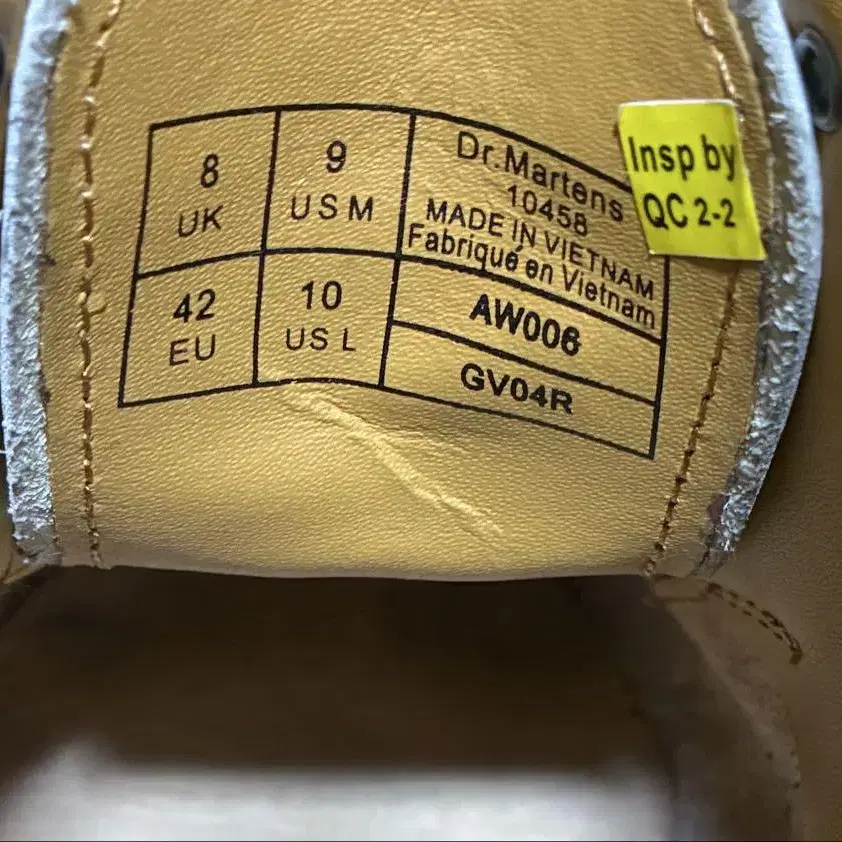 8
UK
9
US M
42
EU
10
US L
Dr.Martens
10458
MADE IN VIETNAM
Fabriqué en Vietnam
AW006
GV04R
Insp by
QC 2-2